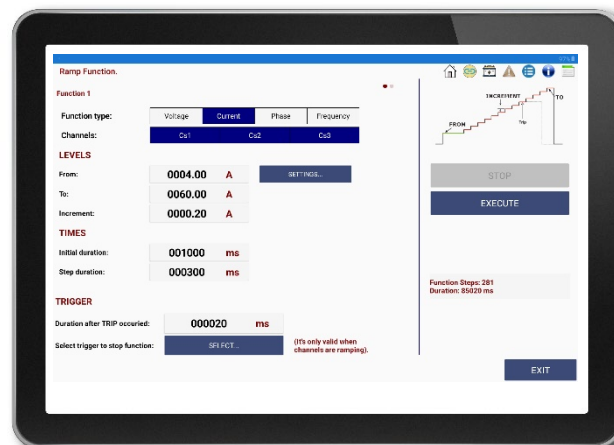 97%
Ramp Function.
Function 1
Function type: Voltage Current Phase Frequency
Channels: Cs1 Cs2 Cs3
LEVELS
From: 0004.00 A SETTINGS...
To: 0060.00 A
Increment: 0000.20 A
TIMES
Initial duration: 001000 ms
Step duration: 000300 ms
TRIGGER
Duration after TRIP occuried: 000020 ms
Select trigger to stop function: SELECT... (It's only valid when
channels are ramping).
INCREMENT
TO
FROM
Trip
STOP
EXECUTE
Function Steps: 281
Duration: 85020 ms
EXIT